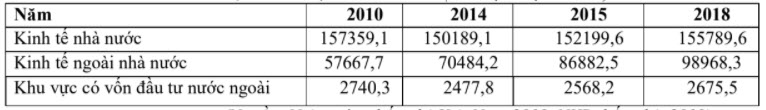 Năm 2010 2014 2015 2018
Kinh tế nhà nước 157359,1 150189,1 152199,6 155789,6
Kinh tế ngoài nhà nước 57667,7 70484,2 86882,5 98968,3
Khu vực có vốn đầu tư nước ngoài 2740,3 2477,8 2568,2 2675,5